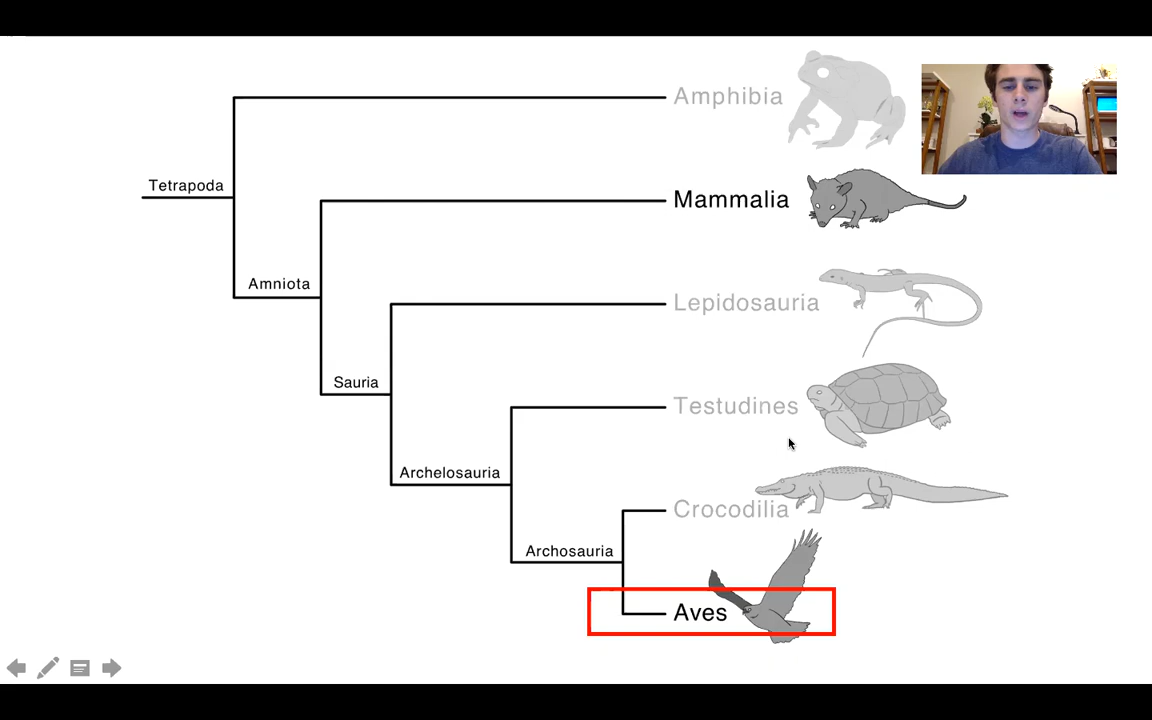 Amphibia
Tetrapoda
Mammalia
Amniota
Lepidosauria
Sauria
Testudines
Archelosauria
Crocodilia
Archosauria
Aves